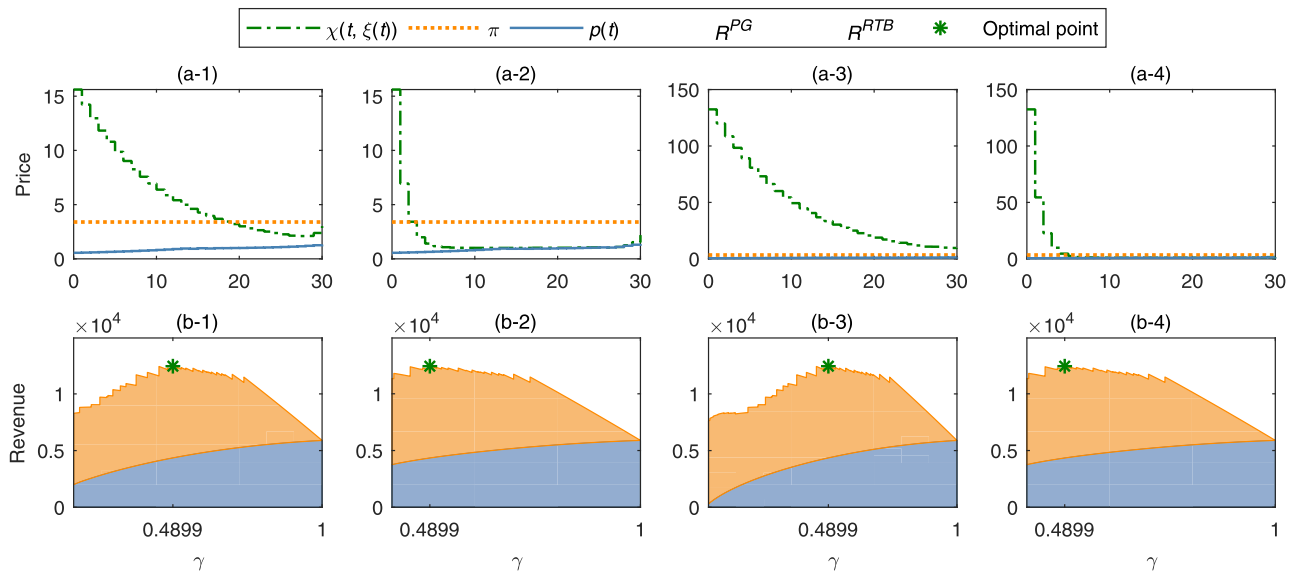 χ(t, ξ(t)) π p(t) R^PG R^RTB Optimal point
(a-1) (a-2) (a-3) (a-4)
Price
15 10 5 0
0 10 20 30
15 10 5 0
0 10 20 30
150 100 50 0
0 10 20 30
150 100 50 0
0 10 20 30
×10^4 (b-1) ×10^4 (b-2) ×10^4 (b-3) ×10^4 (b-4)
Revenue
1 0.5 0
0.4899 1
1 0.5 0
0.4899 1
1 0.5 0
0.4899 1
1 0.5 0
0.4899 1
γ γ γ γ